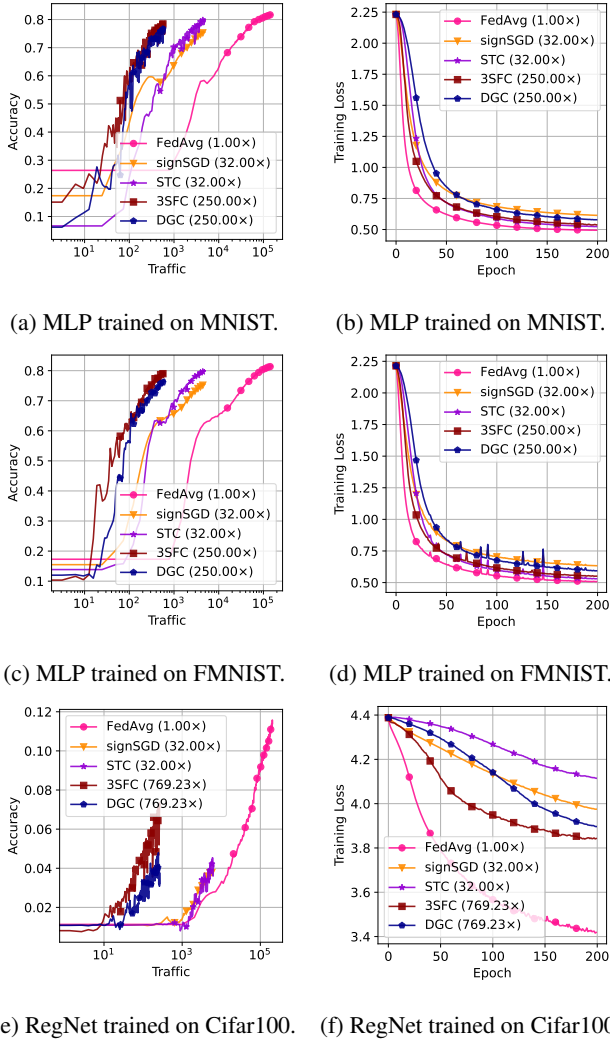 0.8
0.7
0.6
0.5
0.4
0.3
0.2
0.1
Accuracy
FedAvg (1.00×)
signSGD (32.00×)
STC (32.00×)
3SFC (250.00×)
DGC (250.00×)
10¹ 10² 10³ 10⁴ 10⁵
Traffic
2.25
2.00
1.75
1.50
1.25
1.00
0.75
0.50
Training Loss
FedAvg (1.00×)
signSGD (32.00×)
STC (32.00×)
3SFC (250.00×)
DGC (250.00×)
0 50 100 150 200
Epoch
(a) MLP trained on MNIST.
(b) MLP trained on MNIST.
0.8
0.7
0.6
0.5
0.4
0.3
0.2
0.1
Accuracy
FedAvg (1.00×)
signSGD (32.00×)
STC (32.00×)
3SFC (250.00×)
DGC (250.00×)
10¹ 10² 10³ 10⁴ 10⁵
Traffic
2.25
2.00
1.75
1.50
1.25
1.00
0.75
0.50
Training Loss
FedAvg (1.00×)
signSGD (32.00×)
STC (32.00×)
3SFC (250.00×)
DGC (250.00×)
0 50 100 150 200
Epoch
(c) MLP trained on FMNIST.
(d) MLP trained on FMNIST.
0.12
0.10
0.08
0.06
0.04
0.02
Accuracy
FedAvg (1.00×)
signSGD (32.00×)
STC (32.00×)
3SFC (769.23×)
DGC (769.23×)
10¹ 10³ 10⁵
Traffic
4.4
4.2
4.0
3.8
3.6
3.4
Training Loss
FedAvg (1.00×)
signSGD (32.00×)
STC (32.00×)
3SFC (769.23×)
DGC (769.23×)
0 50 100 150 200
Epoch
e) RegNet trained on Cifar100.
(f) RegNet trained on Cifar100